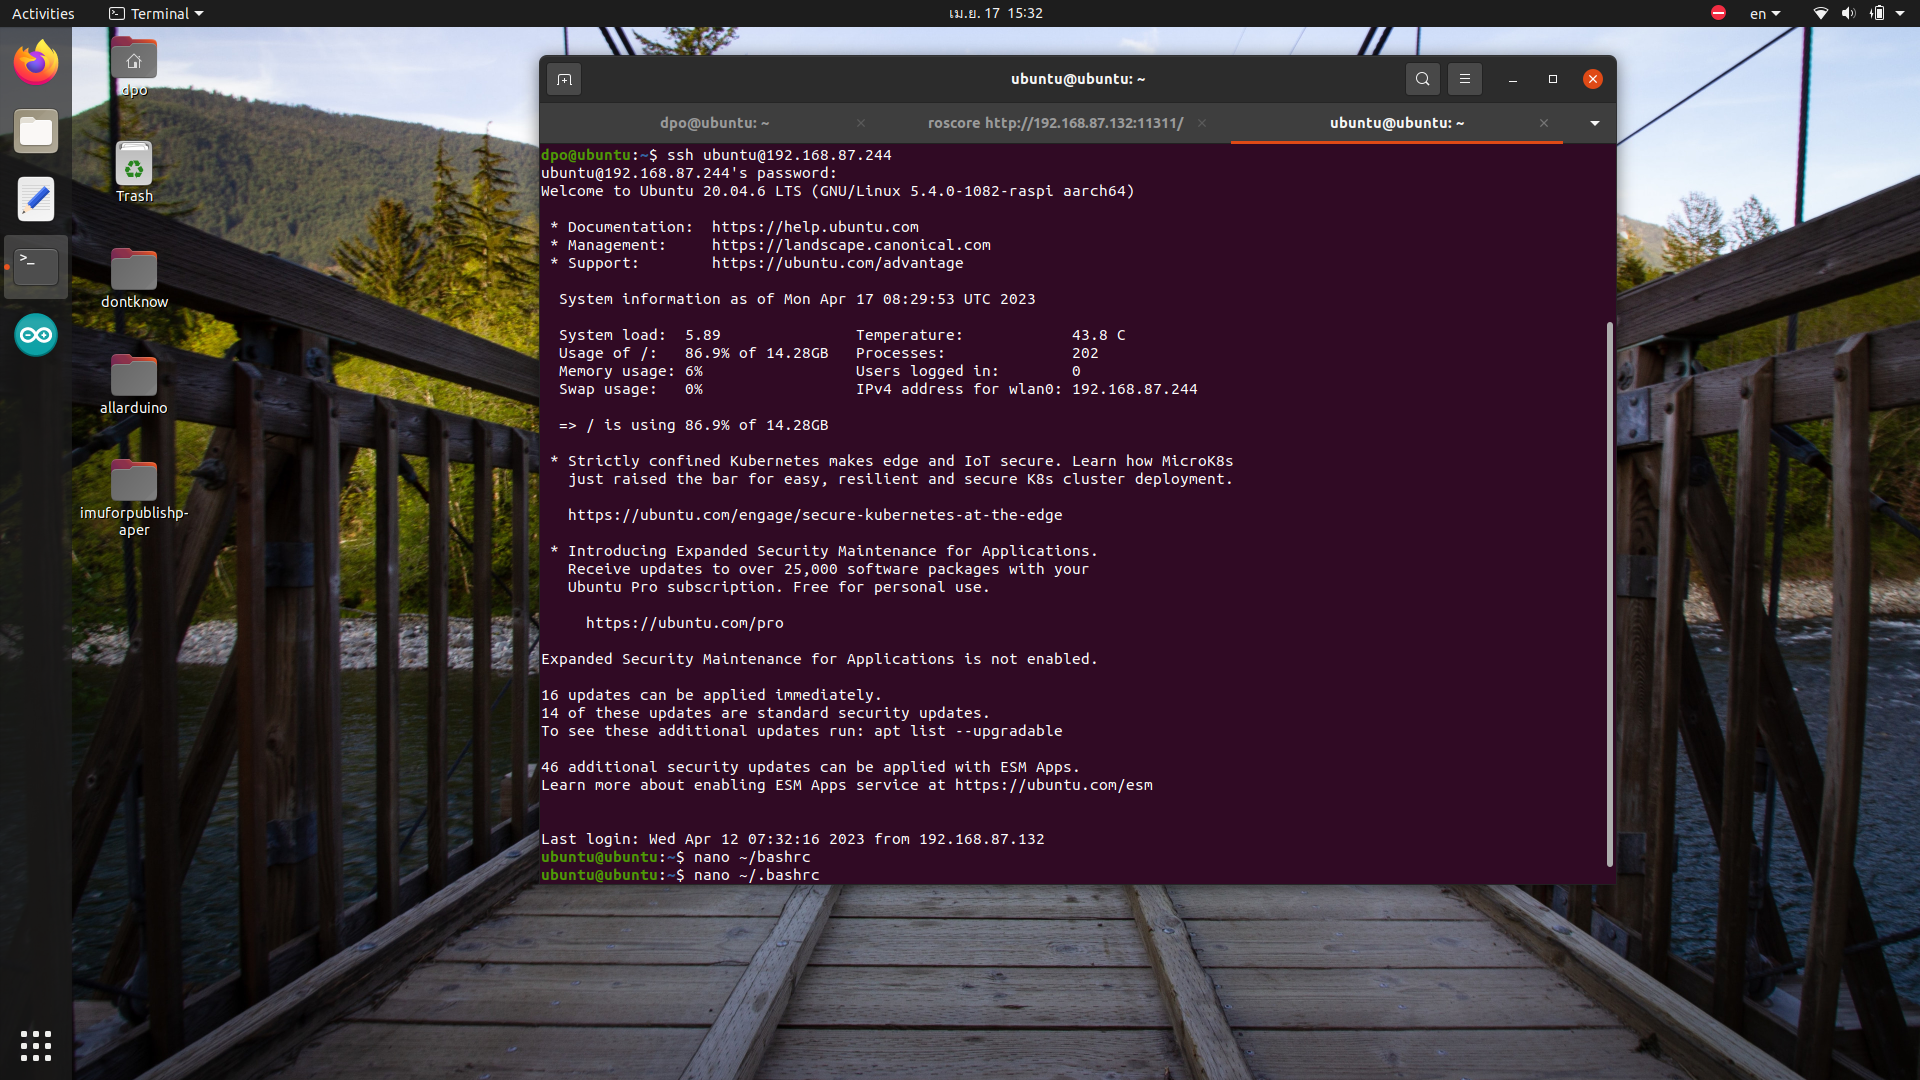 Activities
Terminal
เม.ย. 17 15:32
en
dpo
Trash
dontknow
allarduino
imuforpublishp-
aper
ubuntu@ubuntu: ~
dpo@ubuntu: ~
roscore http://192.168.87.132:11311/
ubuntu@ubuntu: ~
dpo@ubuntu:~$ ssh ubuntu@192.168.87.244
ubuntu@192.168.87.244's password:
Welcome to Ubuntu 20.04.6 LTS (GNU/Linux 5.4.0-1082-raspi aarch64)
* Documentation: https://help.ubuntu.com
* Management: https://landscape.canonical.com
* Support: https://ubuntu.com/advantage
System information as of Mon Apr 17 08:29:53 UTC 2023
System load: 5.89 Temperature: 43.8 C
Usage of /: 86.9% of 14.28GB Processes: 202
Memory usage: 6% Users logged in: 0
Swap usage: 0% IPv4 address for wlan0: 192.168.87.244
=> / is using 86.9% of 14.28GB
* Strictly confined Kubernetes makes edge and IoT secure. Learn how MicroK8s
just raised the bar for easy, resilient and secure K8s cluster deployment.
https://ubuntu.com/engage/secure-kubernetes-at-the-edge
* Introducing Expanded Security Maintenance for Applications.
Receive updates to over 25,000 software packages with your
Ubuntu Pro subscription. Free for personal use.
https://ubuntu.com/pro
Expanded Security Maintenance for Applications is not enabled.
16 updates can be applied immediately.
14 of these updates are standard security updates.
To see these additional updates run: apt list --upgradable
46 additional security updates can be applied with ESM Apps.
Learn more about enabling ESM Apps service at https://ubuntu.com/esm
Last login: Wed Apr 12 07:32:16 2023 from 192.168.87.132
ubuntu@ubuntu:~$ nano ~/bashrc
ubuntu@ubuntu:~$ nano ~/.bashrc